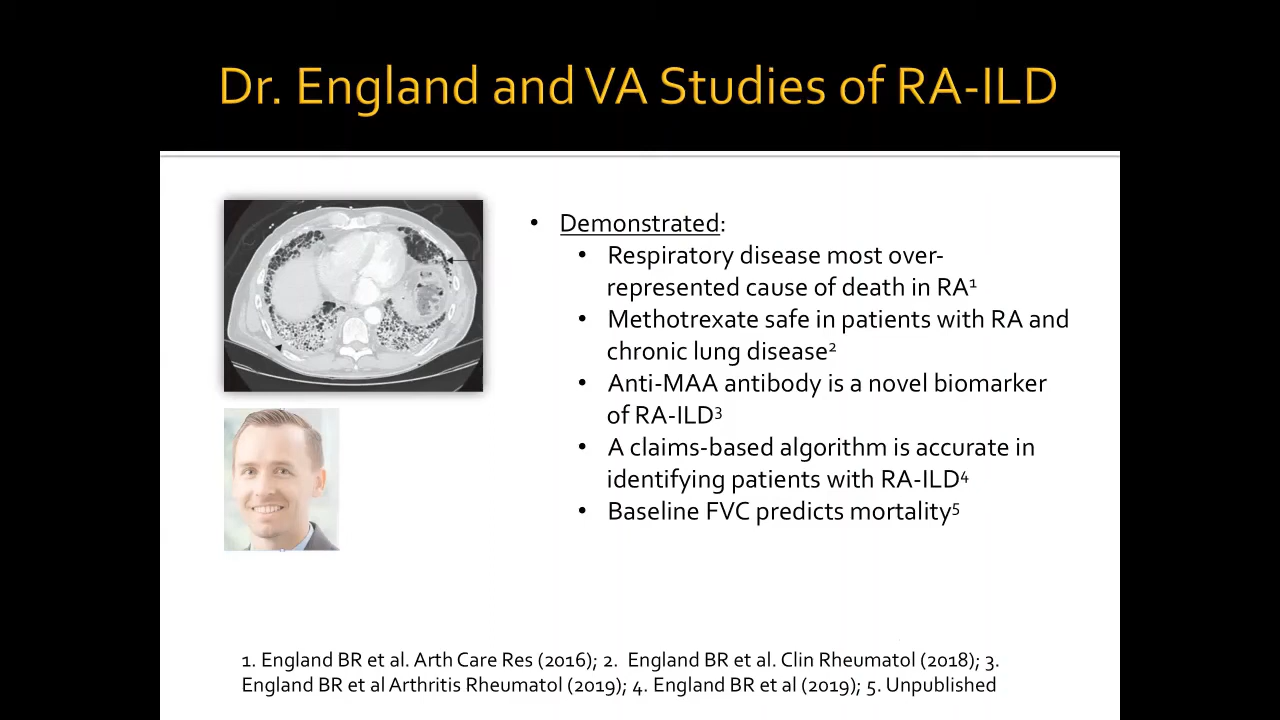 Dr. England and VA Studies of RA-ILD
• Demonstrated:
• Respiratory disease most over-
represented cause of death in RA¹
• Methotrexate safe in patients with RA and
chronic lung disease²
• Anti-MAA antibody is a novel biomarker
of RA-ILD³
• A claims-based algorithm is accurate in
identifying patients with RA-ILD⁴
• Baseline FVC predicts mortality⁵
1. England BR et al. Arth Care Res (2016); 2. England BR et al. Clin Rheumatol (2018); 3.
England BR et al Arthritis Rheumatol (2019); 4. England BR et al (2019); 5. Unpublished